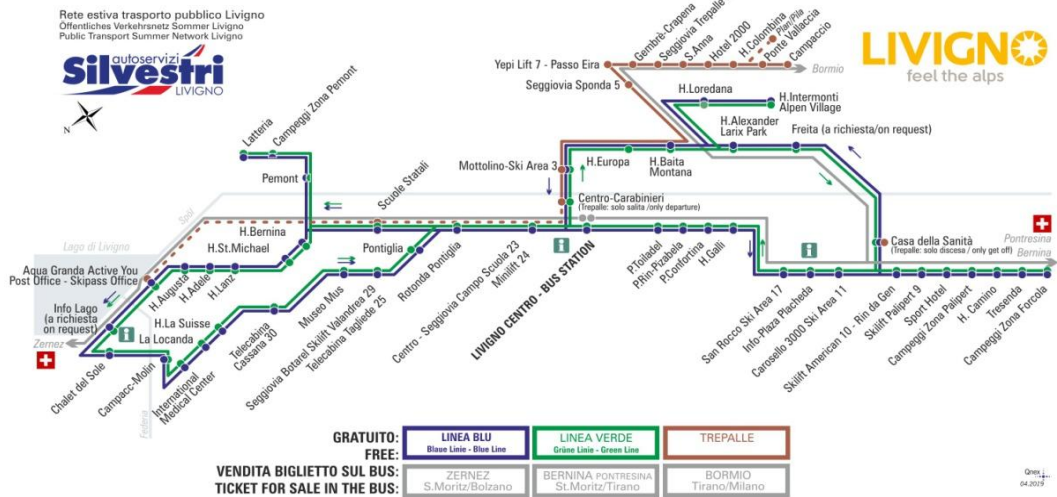 Rete estiva trasporto pubblico Livigno
Öffentliches Verkehrsnetz Sommer Livigno
Public Transport Summer Network Livigno
autoservizi
Silvestri
LIVIGNO
N
LIVIGNO
feel the alps
Yepi Lift 7 - Passo Eira
Gembrè-Crapena
Seggiovia Trepalle
S.Anna
Hotel 2000
H.Colombina
Plan/Pila
Ponte Vallaccia
Campaccio
Bormio
Seggiovia Sponda 5
H.Loredana
H.Intermonti
Alpen Village
H.Alexander
Larix Park
Freita (a richiesta/on request)
Latteria
Campeggi Zona Pemont
Pemont
Scuole Statali
Mottolino-Ski Area 3
H.Europa
H.Baita
Montana
Centro-Carabinieri
(Trepalle: solo salita /only departure)
Spöl
Lago di Livigno
H.Bernina
H.St.Michael
Pontiglia
Casa della Sanità
(Trepalle: solo discesa / only get off)
Pontresina
Bernina
Aqua Granda Active You
Post Office - Skipass Office
H.Augusta
H.Adele
H.Lanz
Info Lago
(a richiesta
on request)
Zernez
H.La Suisse
La Locanda
Chalet del Sole
Campacc-Molin
Federia
International
Medical Center
Telecabina
Cassana 30
Museo Mus
Seggiovia Botarel Skilift Valandrea 29
Telecabina Tagliede 25
Rotonda Pontiglia
Centro - Seggiovia Campo Scuola 23
Minilift 24
LIVIGNO CENTRO - BUS STATION
P.Toiladel
P.Rin-Pirabola
P.Confortina
H.Galli
San Rocco Ski Area 17
Info-Plaza Placheda
Carosello 3000 Ski Area 11
Skilift American 10 - Rin da Gen
Skilift Palipert 9
Sport Hotel
Campeggi Zona Palipert
H. Camino
Tresenda
Campeggi Zona Forcola
GRATUITO:
FREE:
LINEA BLU
Blaue Linie - Blue Line
LINEA VERDE
Grüne Linie - Green Line
TREPALLE
VENDITA BIGLIETTO SUL BUS:
TICKET FOR SALE IN THE BUS:
ZERNEZ
S.Moritz/Bolzano
BERNINA PONTRESINA
St.Moritz/Tirano
BORMIO
Tirano/Milano
Qnex
04.2019